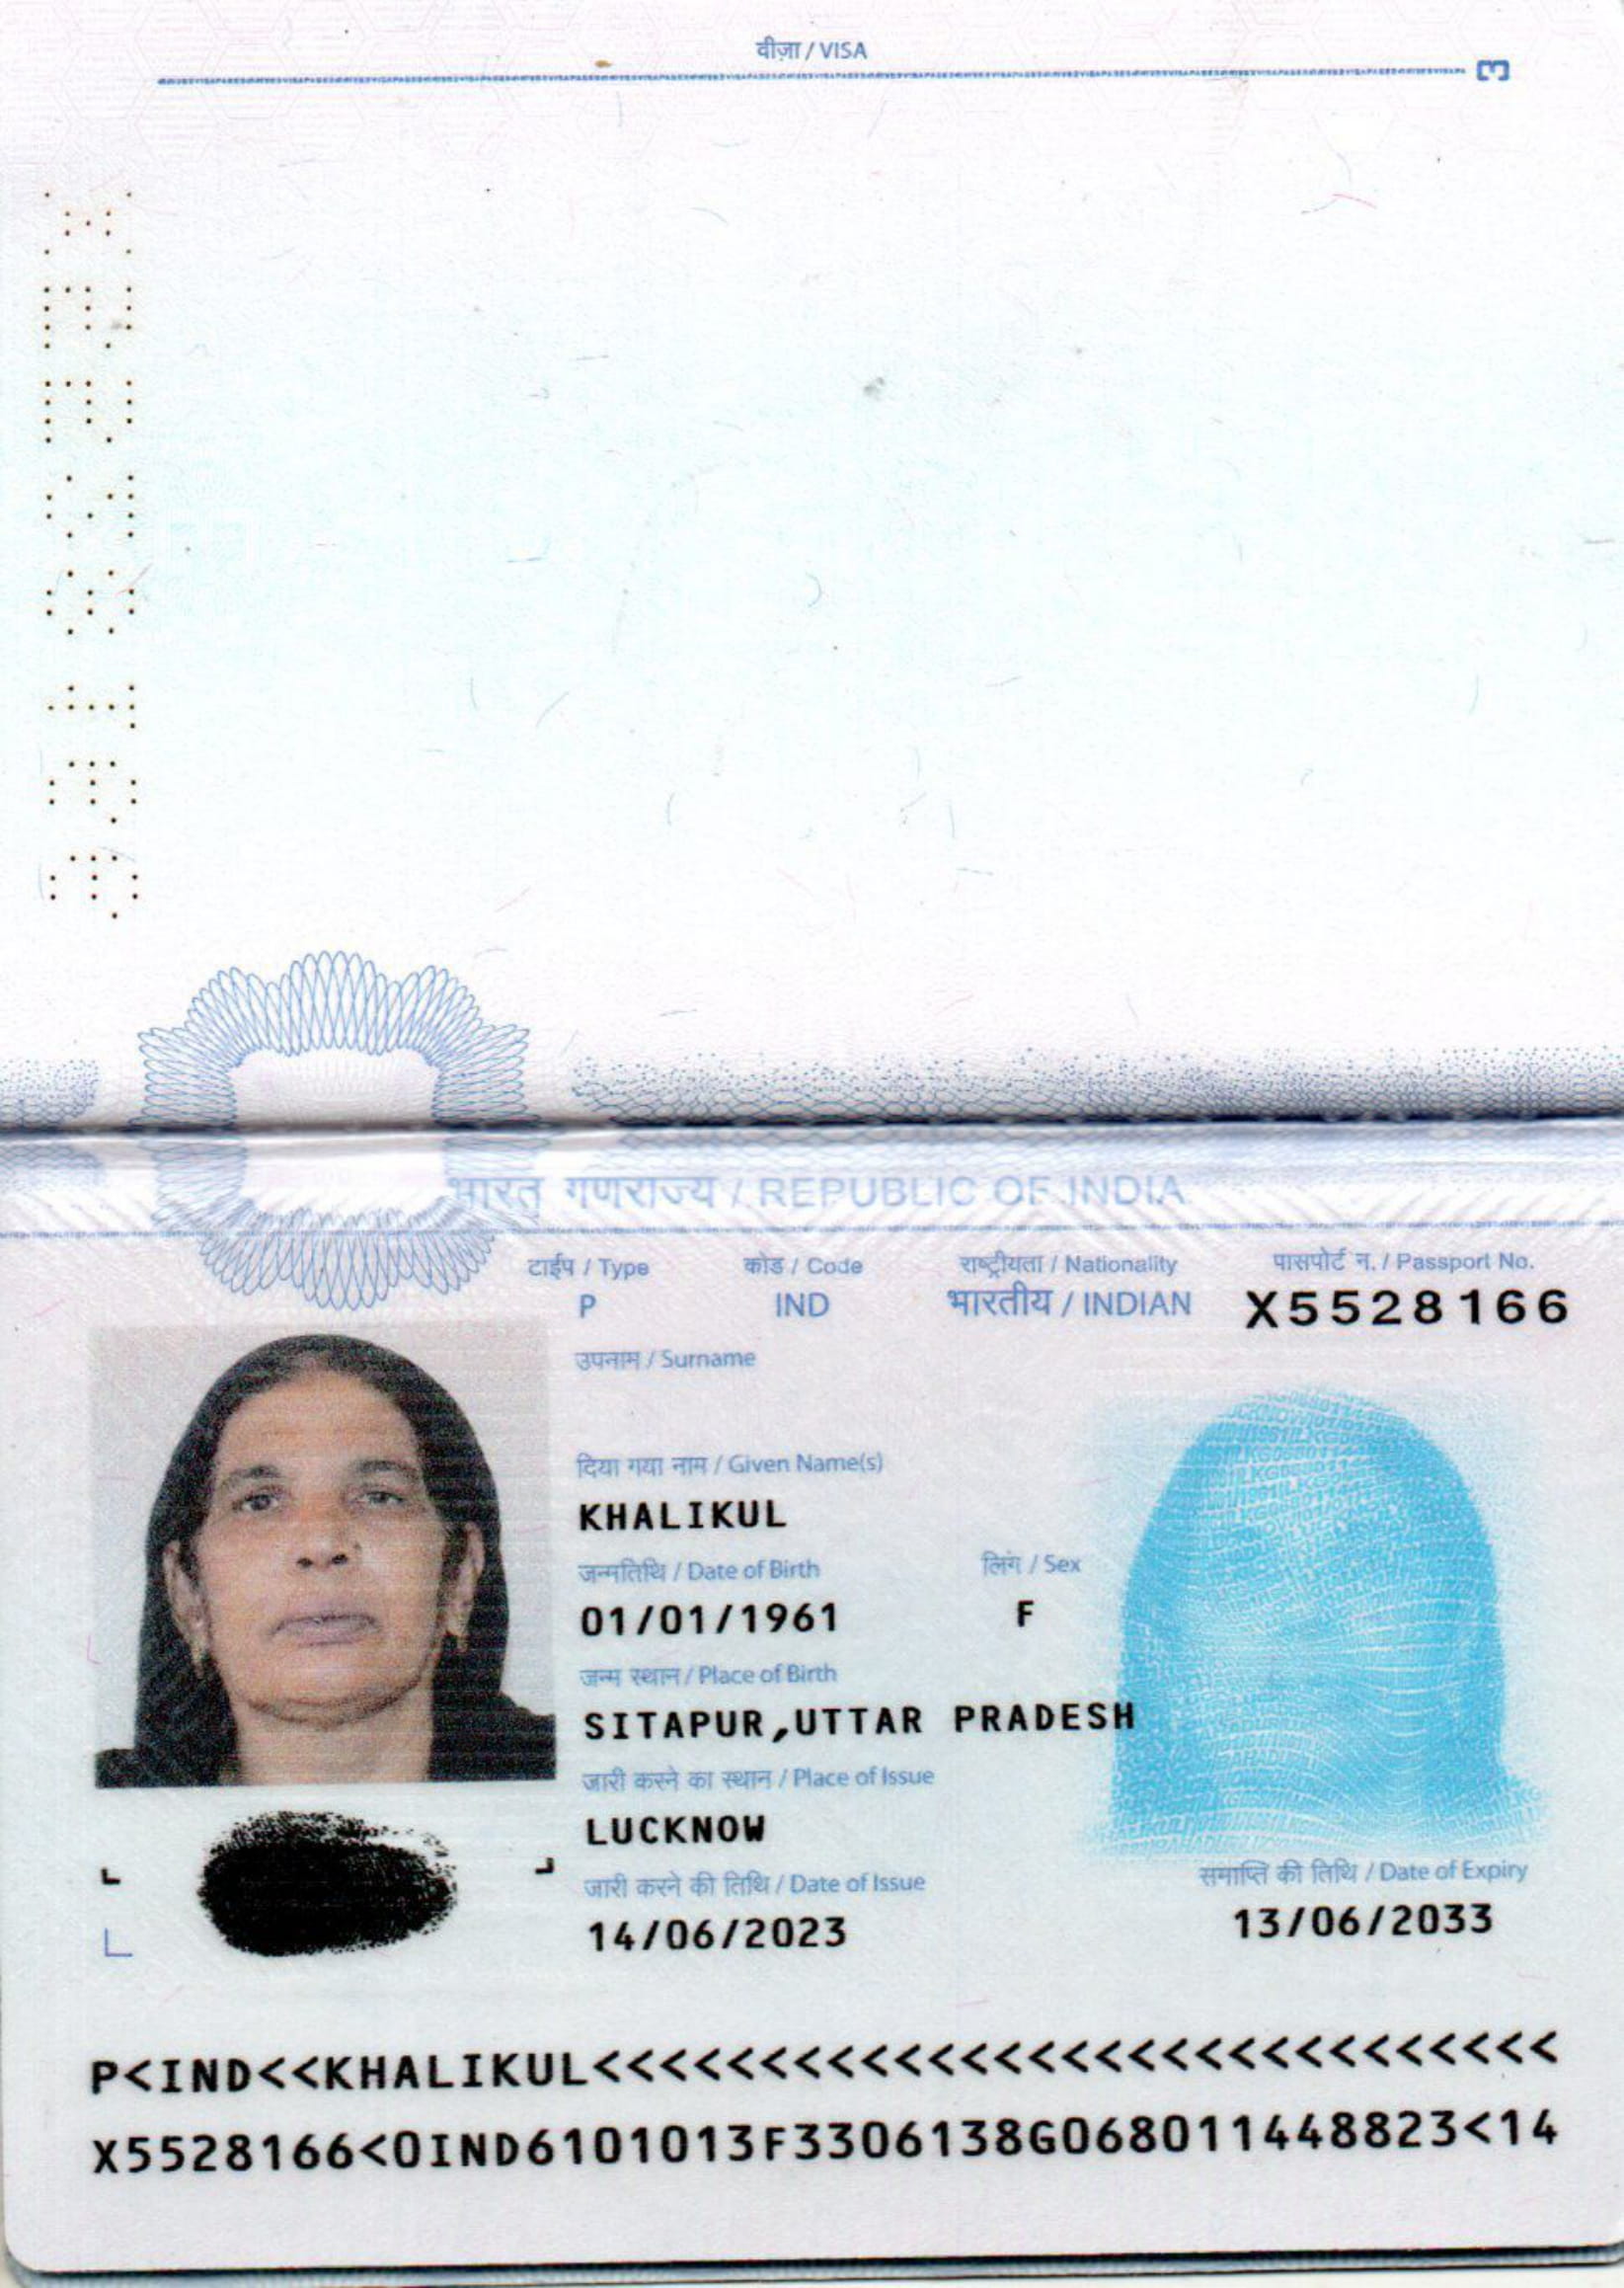 वीज़ा / VISA
3
भारत गणराज्य / REPUBLIC OF INDIA
टाईप / Type कोड / Code राष्ट्रीयता / Nationality पासपोर्ट न. / Passport No.
P IND भारतीय / INDIAN X5528166
उपनाम / Surname
दिया गया नाम / Given Name(s)
KHALIKUL
जन्मतिथि / Date of Birth लिंग / Sex
01/01/1961 F
जन्म स्थान / Place of Birth
SITAPUR,UTTAR PRADESH
जारी करने का स्थान / Place of Issue
LUCKNOW
जारी करने की तिथि / Date of Issue समाप्ति की तिथि / Date of Expiry
14/06/2023 13/06/2033
P<IND<<KHALIKUL<<<<<<<<<<<<<<<<<<<<<<<<<<<<<
X5528166<0IND6101013F3306138G068011448823<14